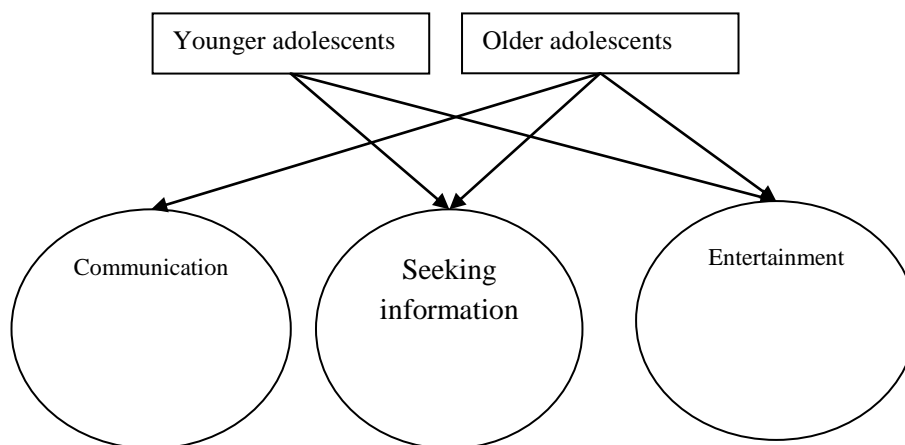 Younger adolescents
Older adolescents
Communication
Seeking
information
Entertainment